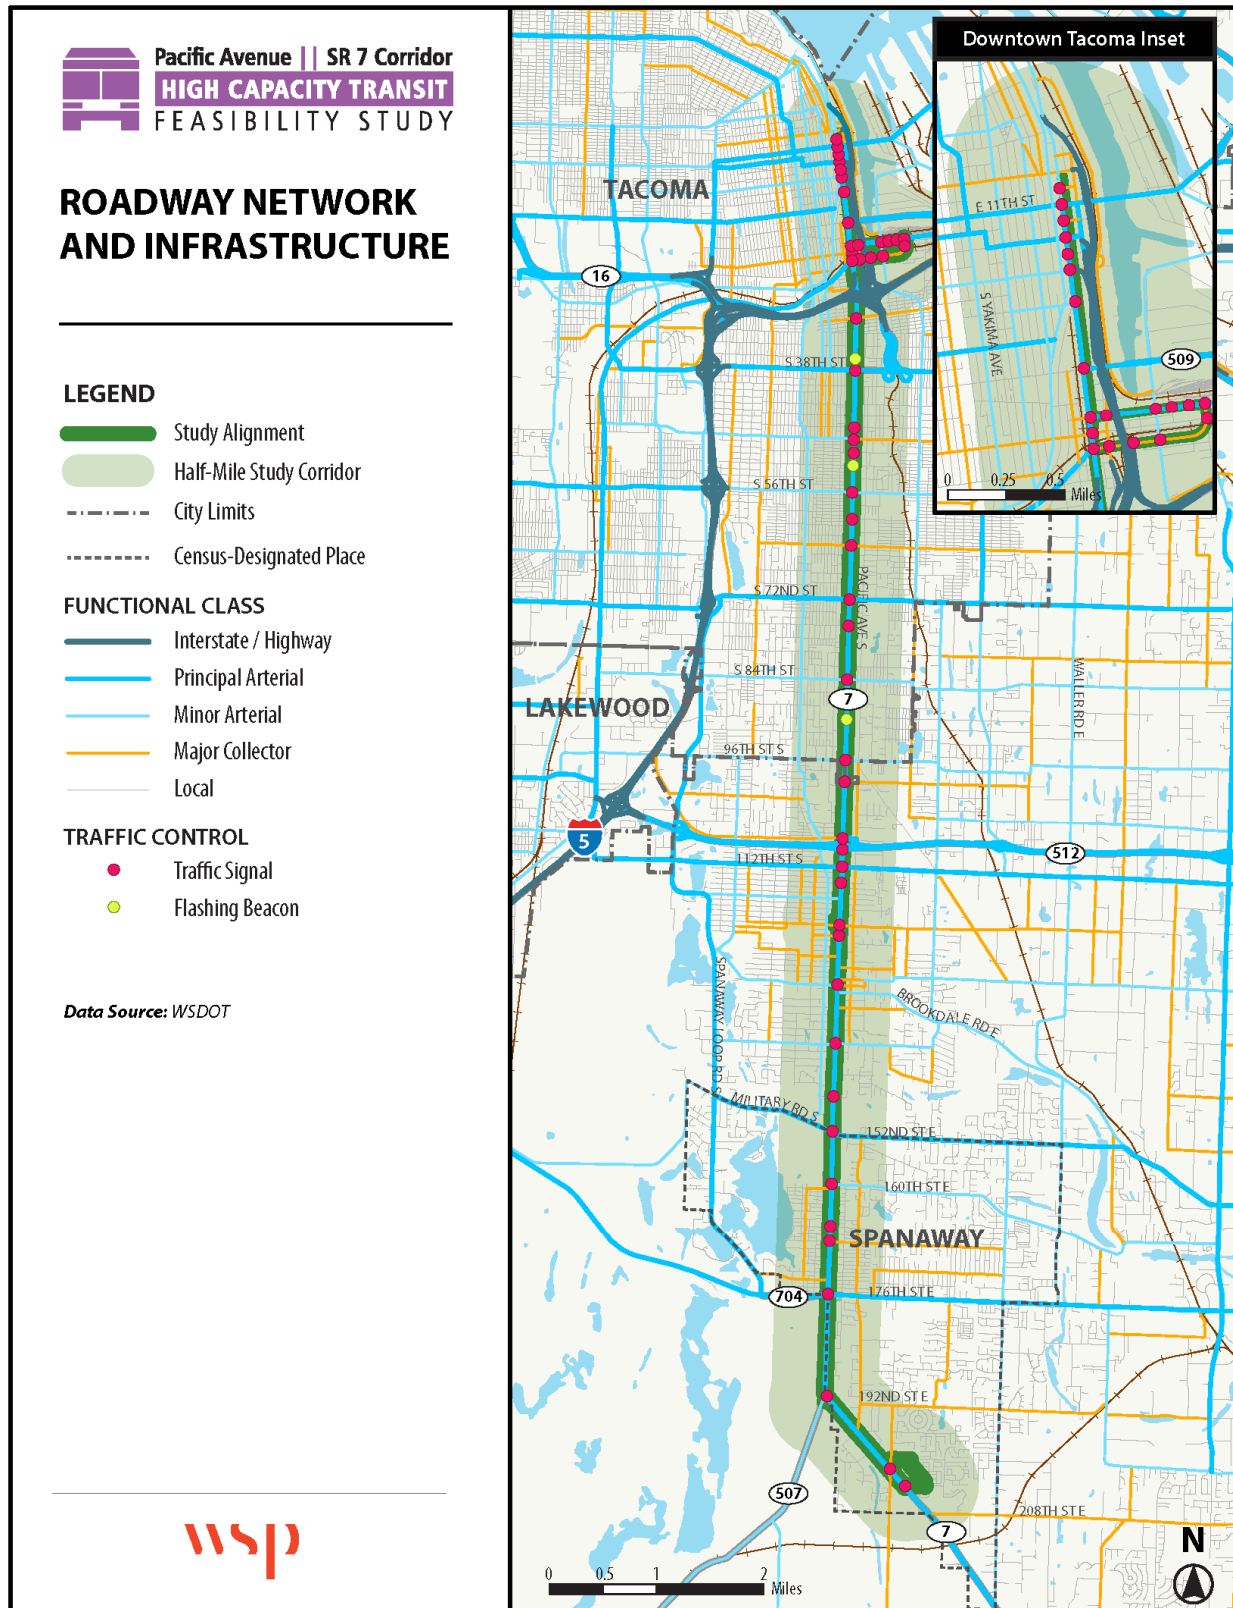 Pacific Avenue || SR 7 Corridor
HIGH CAPACITY TRANSIT
FEASIBILITY STUDY
ROADWAY NETWORK
AND INFRASTRUCTURE
LEGEND
Study Alignment
Half-Mile Study Corridor
City Limits
Census-Designated Place
FUNCTIONAL CLASS
Interstate / Highway
Principal Arterial
Minor Arterial
Major Collector
Local
TRAFFIC CONTROL
Traffic Signal
Flashing Beacon
Data Source: WSDOT
wsp
Downtown Tacoma Inset
E 11TH ST
S YAKIMA AVE
509
0 0.25 0.5
Miles
TACOMA
16
S 38TH ST
S 56TH ST
PACIFIC AVE S
S 72ND ST
WALLER RD E
S 84TH ST
7
LAKEWOOD
96TH ST S
5
112TH ST S
512
SPANAWAY LOOP RD S
BROOKDALE RD E
MILITARY RD S
152ND ST E
160TH ST E
SPANAWAY
704
176TH ST E
192ND ST E
507
208TH ST E
7
N
0 0.5 1 2
Miles